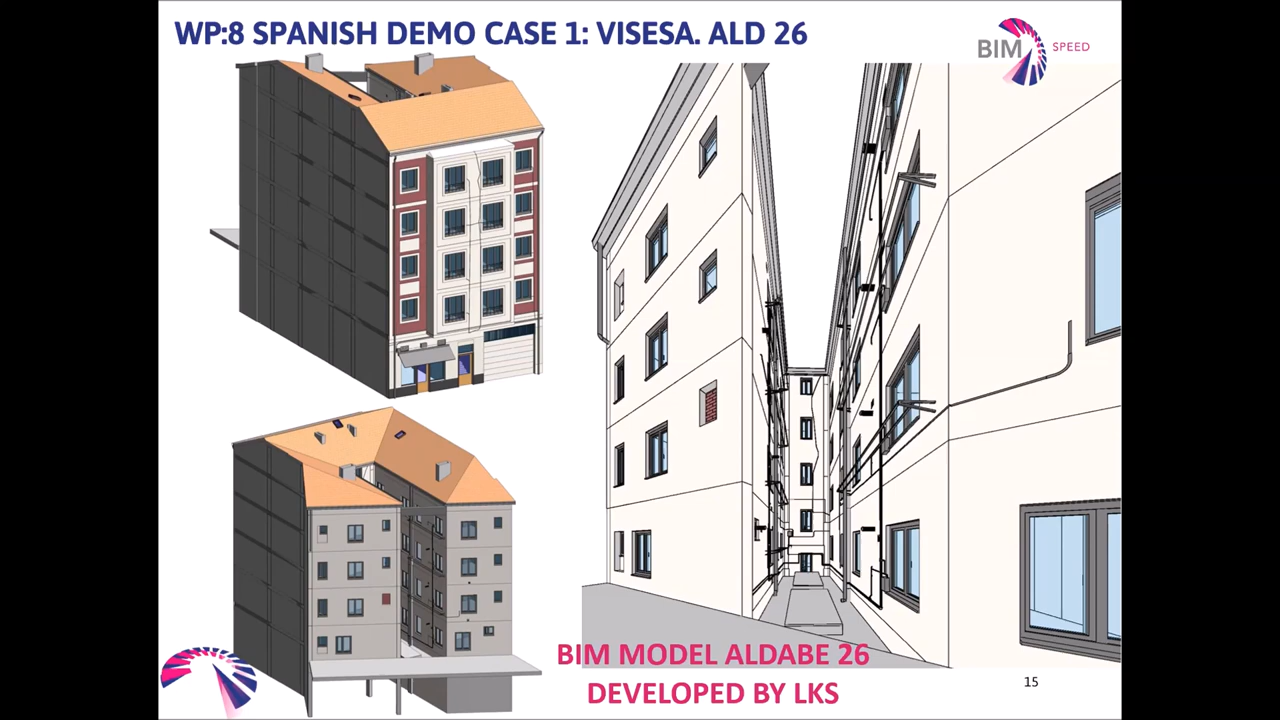 WP:8 SPANISH DEMO CASE 1: VISESA. ALD 26
BIM SPEED
BIM MODEL ALDABE 26
DEVELOPED BY LKS
15